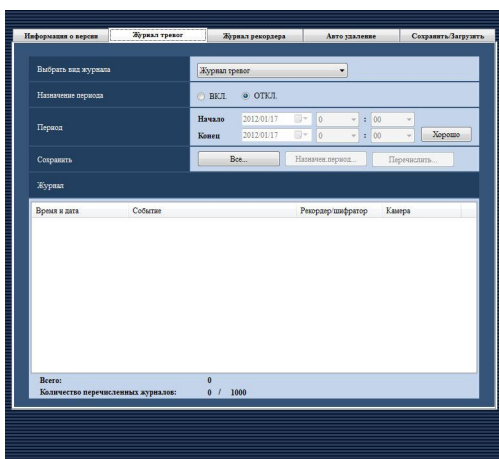 Информация о версии Журнал тревог Журнал рекордера Авто удаление Сохранить/Загрузить
Выбрать вид журнала Журнал тревог
Назначение периода ВКЛ. ОТКЛ.
Период Начало 2012/01/17 0 : 00
Конец 2012/01/17 0 : 00 Хорошо
Сохранить Все... Назначен.период... Перечислить...
Журнал
Время и дата Событие Рекордер/шифратор Камера
Всего: 0
Количество перечисленных журналов: 0 / 1000